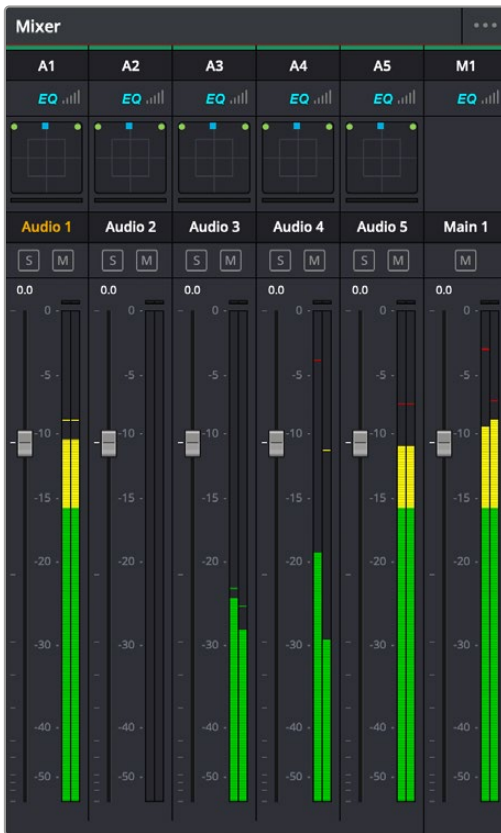 Mixer
A1 A2 A3 A4 A5 M1
EQ EQ EQ EQ EQ EQ
Audio 1 Audio 2 Audio 3 Audio 4 Audio 5 Main 1
S M S M S M S M S M M
0.0 0.0 0.0 0.0 0.0 0.0
0 0 0 0 0 0
-5 -5 -5 -5 -5 -5
-10 -10 -10 -10 -10 -10
-15 -15 -15 -15 -15 -15
-20 -20 -20 -20 -20 -20
-30 -30 -30 -30 -30 -30
-40 -40 -40 -40 -40 -40
-50 -50 -50 -50 -50 -50